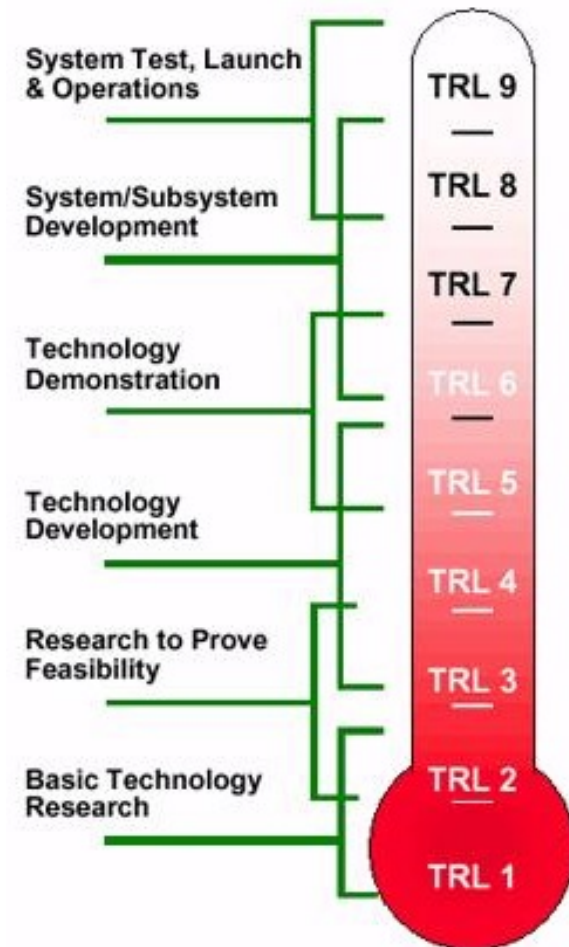 System Test, Launch
& Operations
System/Subsystem
Development
Technology
Demonstration
Technology
Development
Research to Prove
Feasibility
Basic Technology
Research
TRL 9
TRL 8
TRL 7
TRL 6
TRL 5
TRL 4
TRL 3
TRL 2
TRL 1